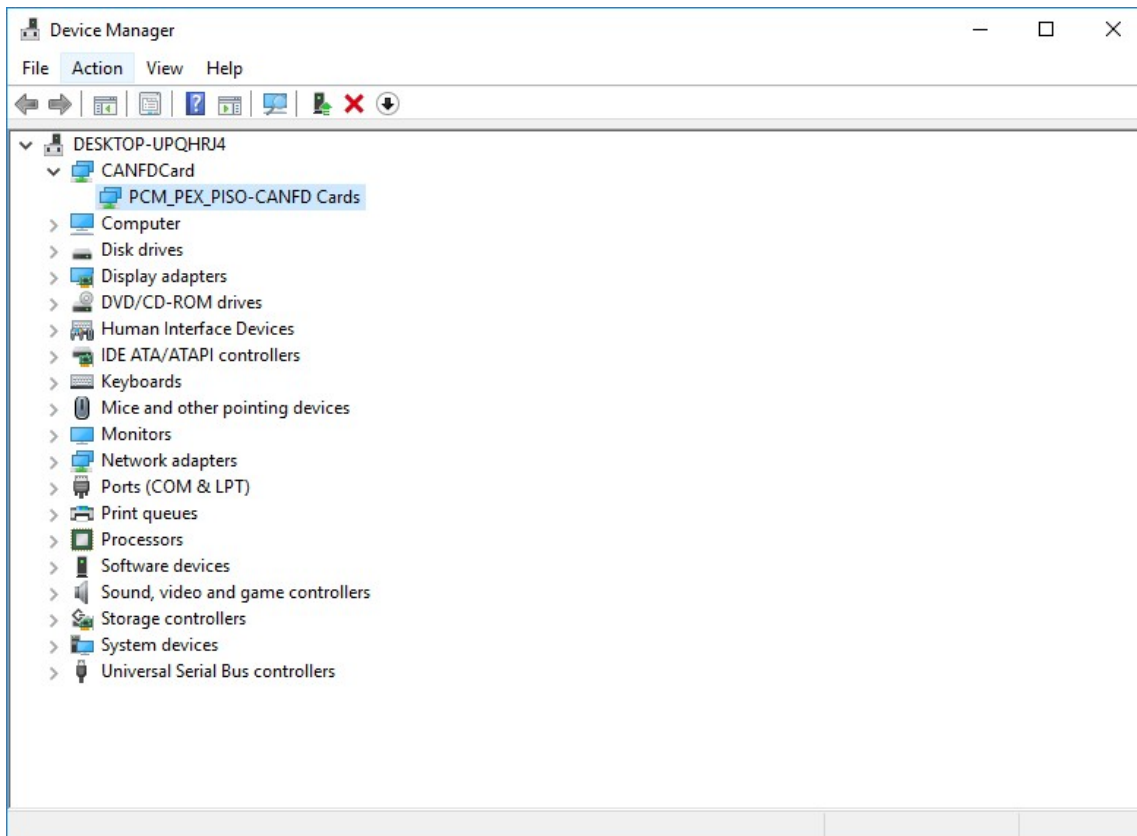 Device Manager
File Action View Help
DESKTOP-UPQHRJ4
CANFDCard
PCM_PEX_PISO-CANFD Cards
Computer
Disk drives
Display adapters
DVD/CD-ROM drives
Human Interface Devices
IDE ATA/ATAPI controllers
Keyboards
Mice and other pointing devices
Monitors
Network adapters
Ports (COM & LPT)
Print queues
Processors
Software devices
Sound, video and game controllers
Storage controllers
System devices
Universal Serial Bus controllers